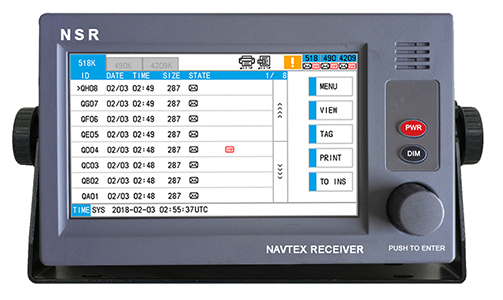 NSR
518K 490K 4209K 518 490 4209
ID DATE TIME SIZE STATE 1/ 8
>QH08 02/03 02:49 287
QG07 02/03 02:49 287
QF06 02/03 02:49 287
QE05 02/03 02:49 287
QD04 02/03 02:48 287
QC03 02/03 02:48 287
QB02 02/03 02:48 287
QA01 02/03 02:48 287
MENU
VIEW
TAG
PRINT
TO INS
TIME SYS 2018-02-03 02:55:37UTC
PWR
DIM
NAVTEX RECEIVER
PUSH TO ENTER